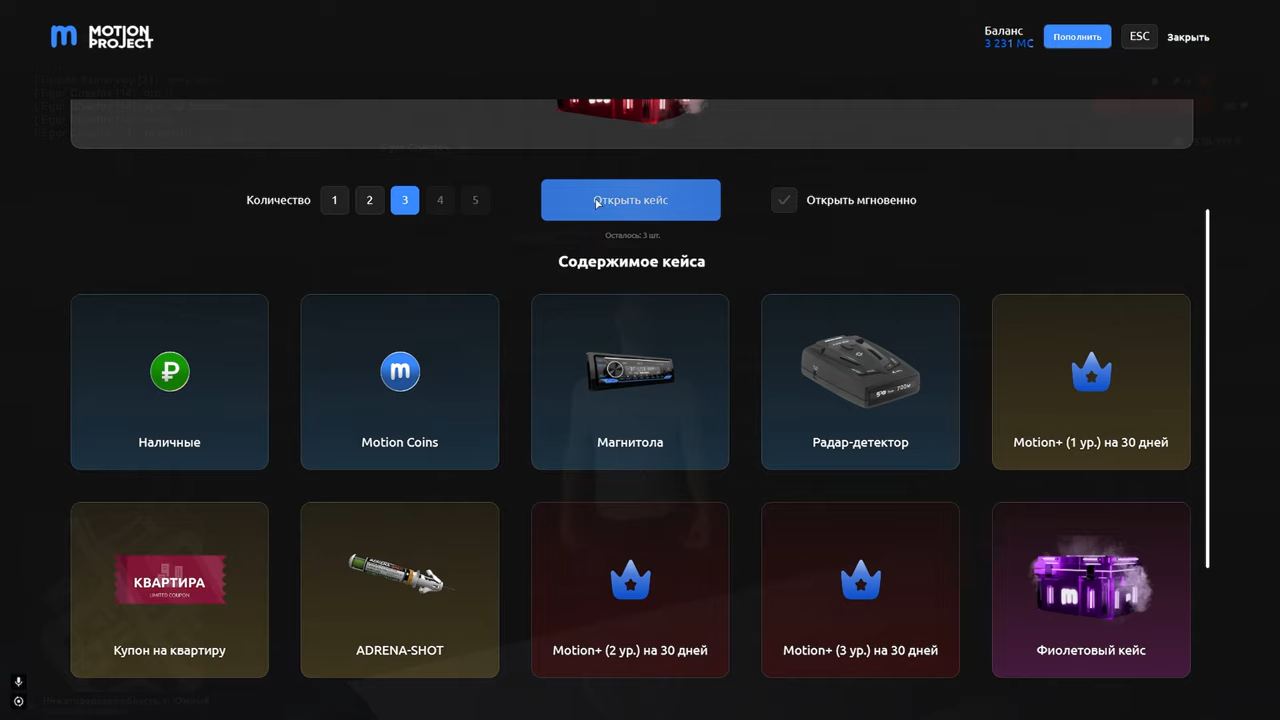 MOTION
PROJECT
Баланс
3 231 MC
Пополнить
ESC
Закрыть
Количество
1
2
3
4
5
Открыть кейс
Открыть мгновенно
Осталось: 3 шт.
Содержимое кейса
Наличные
Motion Coins
Магнитола
Радар-детектор
Motion+ (1 ур.) на 30 дней
КВАРТИРА
LIMITED COUPON
Купон на квартиру
ADRENA-SHOT
Motion+ (2 ур.) на 30 дней
Motion+ (3 ур.) на 30 дней
Фиолетовый кейс